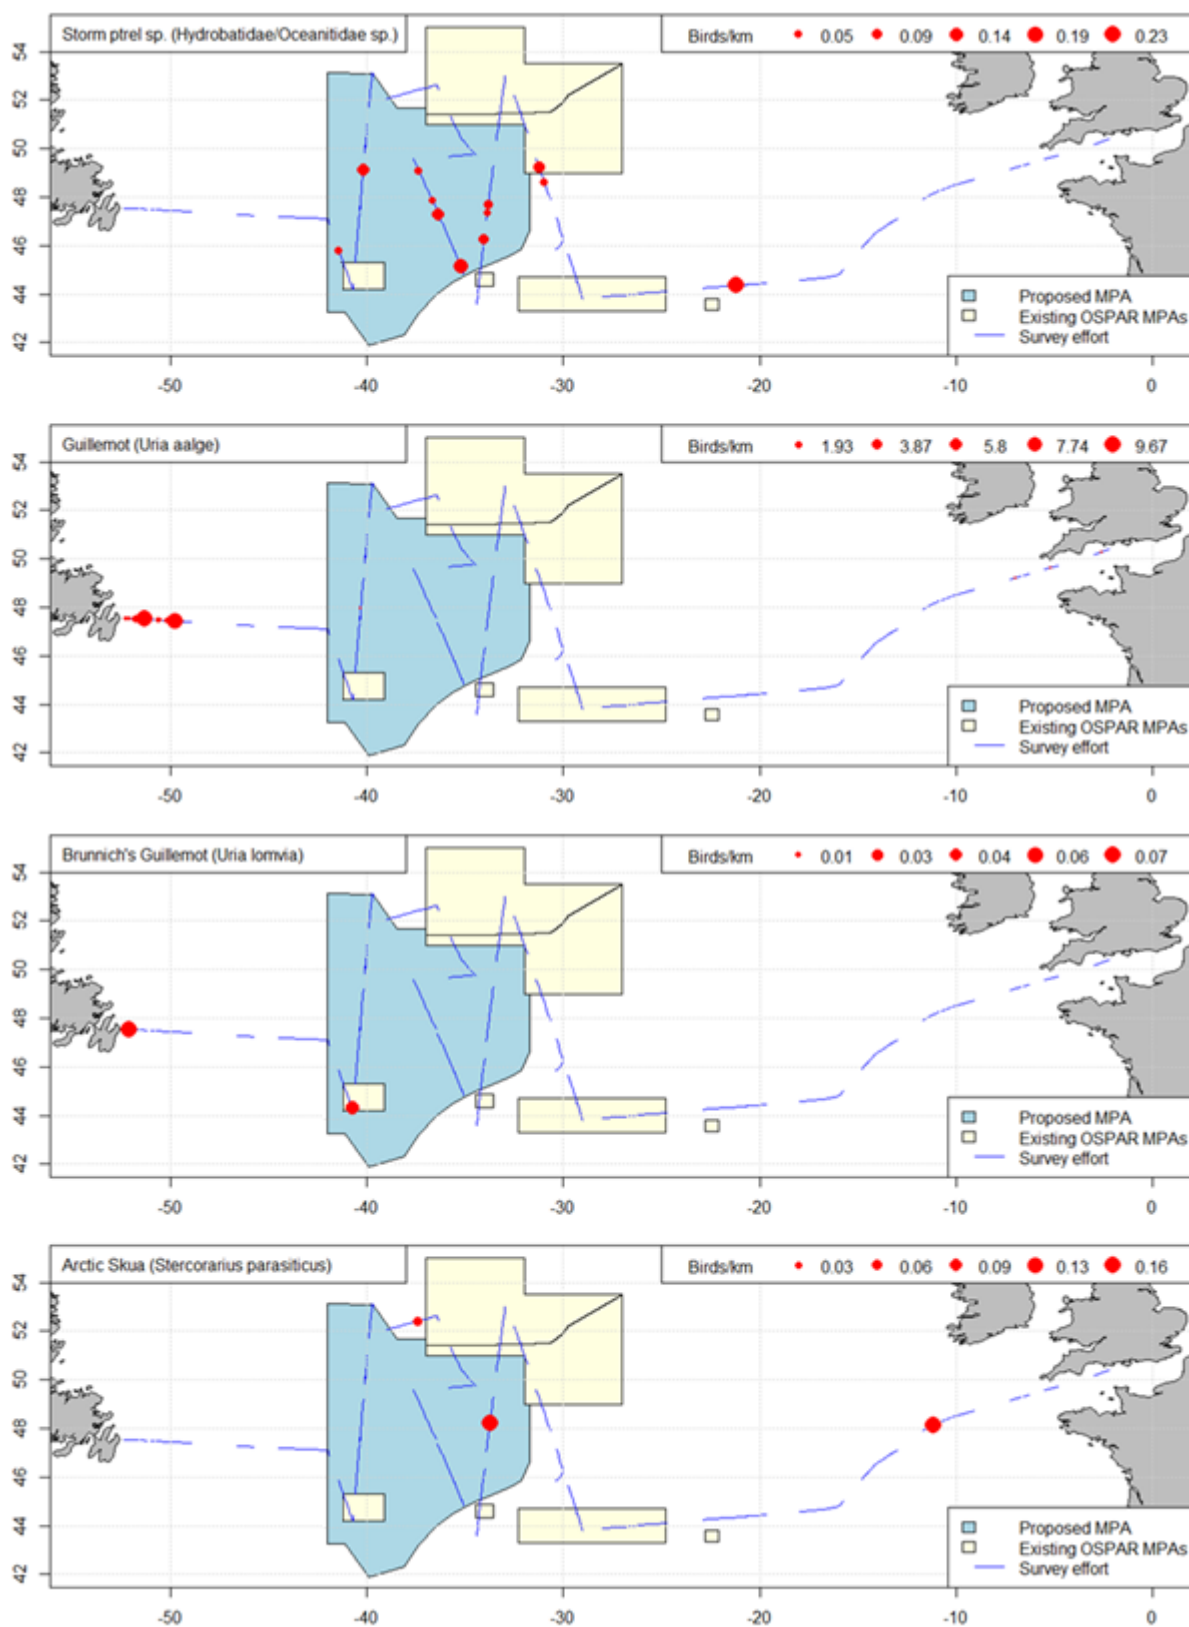 Storm ptrel sp. (Hydrobatidae/Oceanitidae sp.)
Birds/km 0.05 0.09 0.14 0.19 0.23
54
52
50
48
46
44
42
Proposed MPA
Existing OSPAR MPAs
Survey effort
-50 -40 -30 -20 -10 0
Guillemot (Uria aalge)
Birds/km 1.93 3.87 5.8 7.74 9.67
54
52
50
48
46
44
42
Proposed MPA
Existing OSPAR MPAs
Survey effort
-50 -40 -30 -20 -10 0
Brunnich's Guillemot (Uria lomvia)
Birds/km 0.01 0.03 0.04 0.06 0.07
54
52
50
48
46
44
42
Proposed MPA
Existing OSPAR MPAs
Survey effort
-50 -40 -30 -20 -10 0
Arctic Skua (Stercorarius parasiticus)
Birds/km 0.03 0.06 0.09 0.13 0.16
54
52
50
48
46
44
42
Proposed MPA
Existing OSPAR MPAs
Survey effort
-50 -40 -30 -20 -10 0